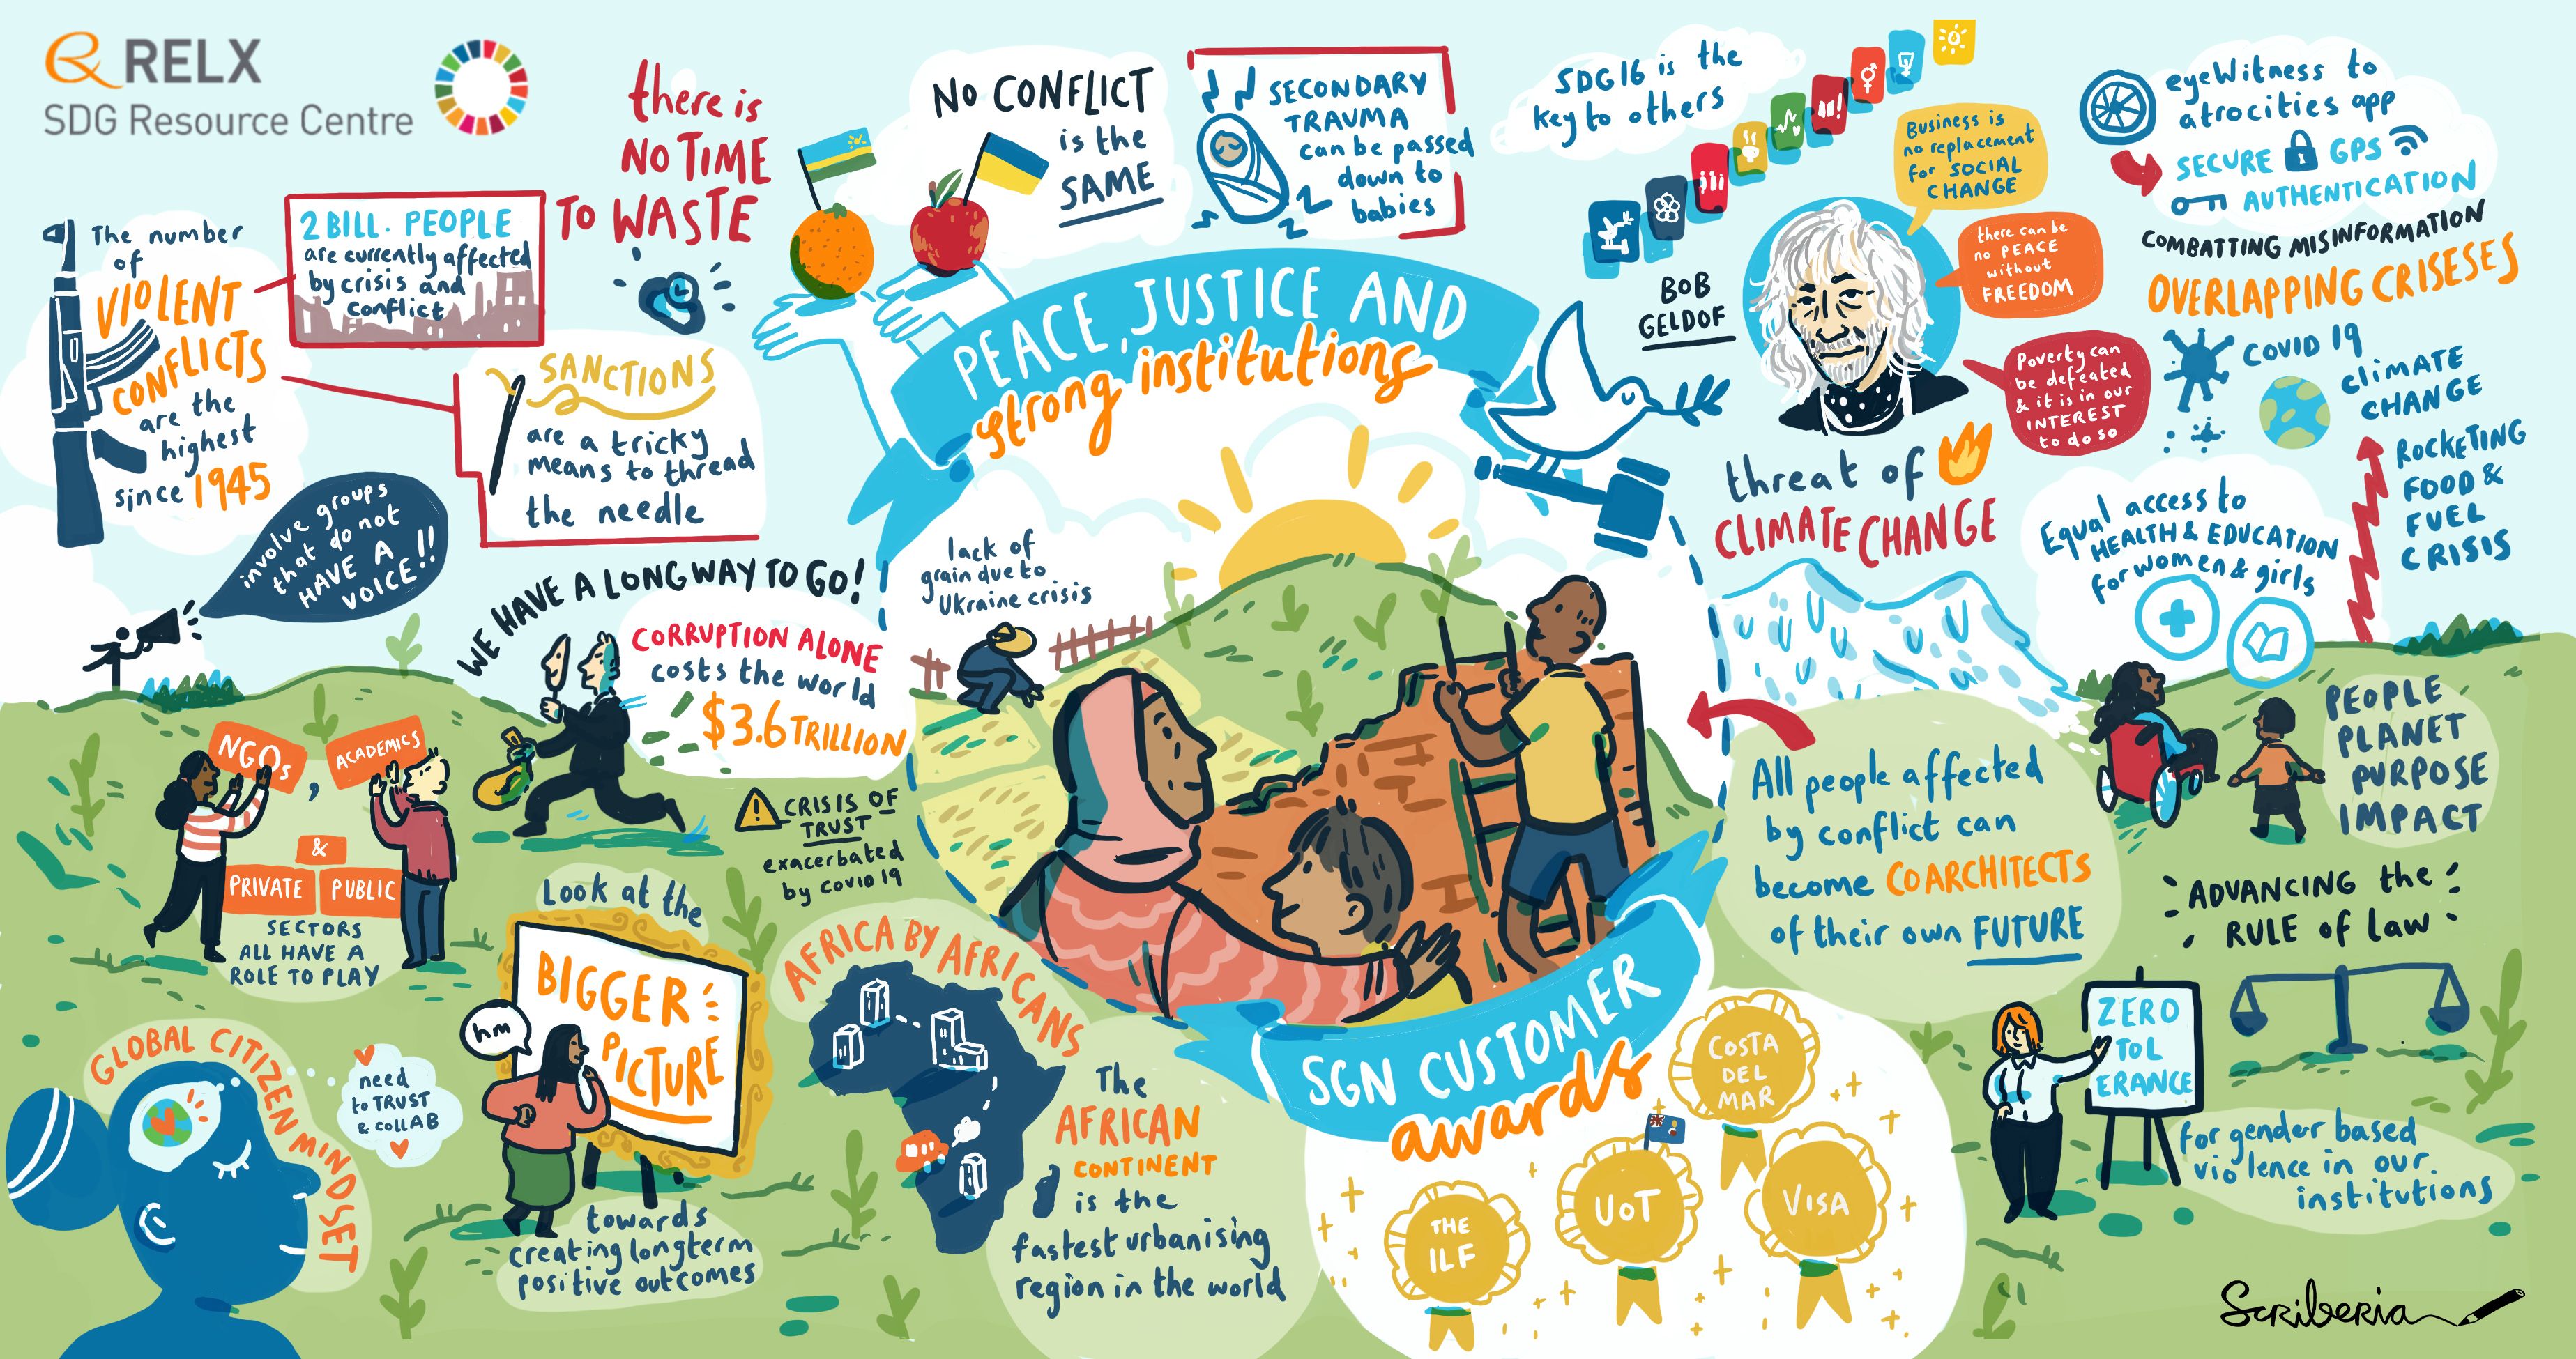 RELX
SDG Resource Centre
there is
NO TIME
TO WASTE
NO CONFLICT
is the
SAME
SECONDARY
TRAUMA
can be passed
down to
babies
SDG16 is the
key to others
Business is
no replacement
for SOCIAL
CHANGE
there can be
no PEACE
without
FREEDOM
Poverty can
be defeated
& it is in our
INTEREST
to do so
BOB
GELDOF
eyeWitness to
atrocities app
SECURE GPS
AUTHENTICATION
COMBATTING MISINFORMATION
OVERLAPPING CRISESES
COVID 19
CLIMATE
CHANGE
ROCKETING
FOOD &
FUEL
CRISIS
The number
of
VIOLENT
CONFLICTS
are the
highest
since 1945
2 BILL. PEOPLE
are currently affected
by crisis and
conflict
SANCTIONS
are a tricky
means to thread
the needle
PEACE, JUSTICE AND
strong institutions
threat of
CLIMATE CHANGE
Equal access to
HEALTH & EDUCATION
for women & girls
involve groups
that do not
HAVE A
VOICE!!
WE HAVE A LONG WAY TO GO!
CORRUPTION ALONE
costs the world
$3.6 TRILLION
lack of
grain due to
Ukraine crisis
NGOs,
ACADEMICS
&
PRIVATE
PUBLIC
SECTORS
ALL HAVE A
ROLE TO PLAY
CRISIS OF
TRUST
exacerbated
by COVID 19
All people affected
by conflict can
become COARCHITECTS
of their own FUTURE
PEOPLE
PLANET
PURPOSE
IMPACT
ADVANCING the
RULE of law
Look at the
BIGGER
PICTURE
hm
towards
creating longterm
positive outcomes
GLOBAL CITIZEN MINDSET
need
to TRUST
& COLLAB
AFRICA BY AFRICANS
The
AFRICAN
CONTINENT
is the
fastest urbanising
region in the world
SGN CUSTOMER
awards
COSTA
DEL
MAR
THE
ILF
UoT
VISA
ZERO
TOL
ERANCE
for gender based
violence in our
institutions
Scriberia